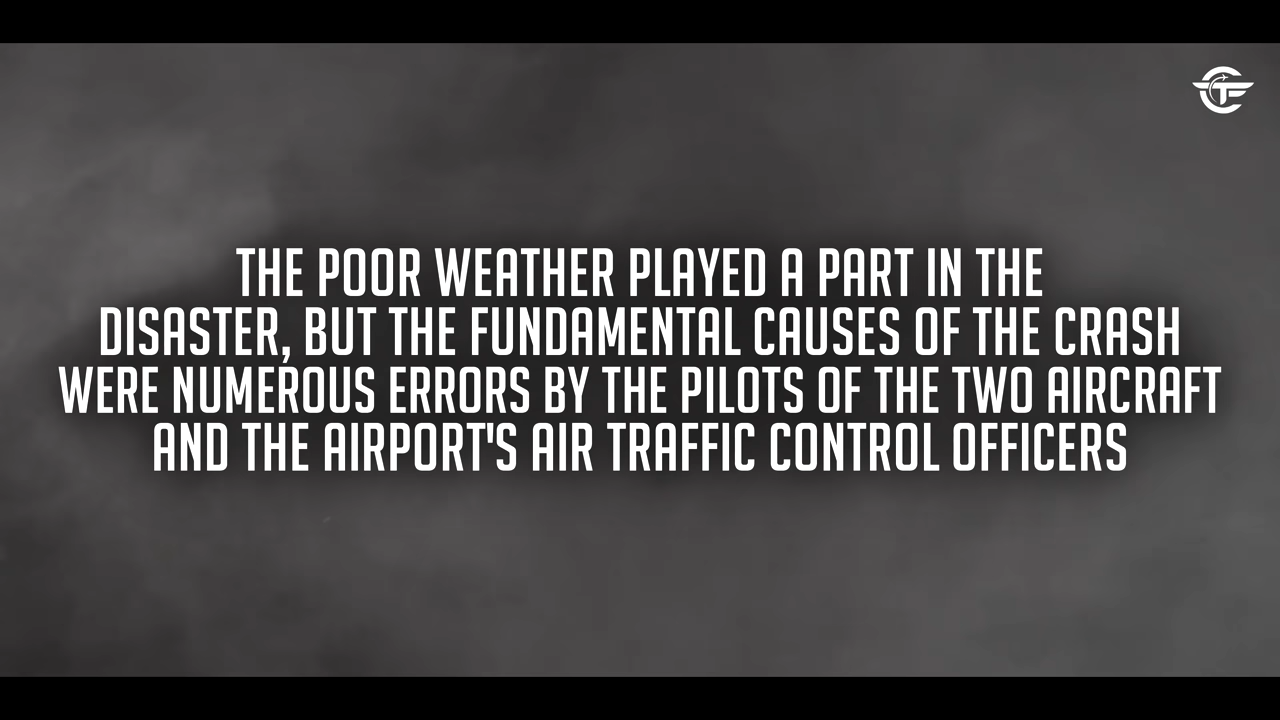 THE POOR WEATHER PLAYED A PART IN THE
DISASTER, BUT THE FUNDAMENTAL CAUSES OF THE CRASH
WERE NUMEROUS ERRORS BY THE PILOTS OF THE TWO AIRCRAFT
AND THE AIRPORT'S AIR TRAFFIC CONTROL OFFICERS